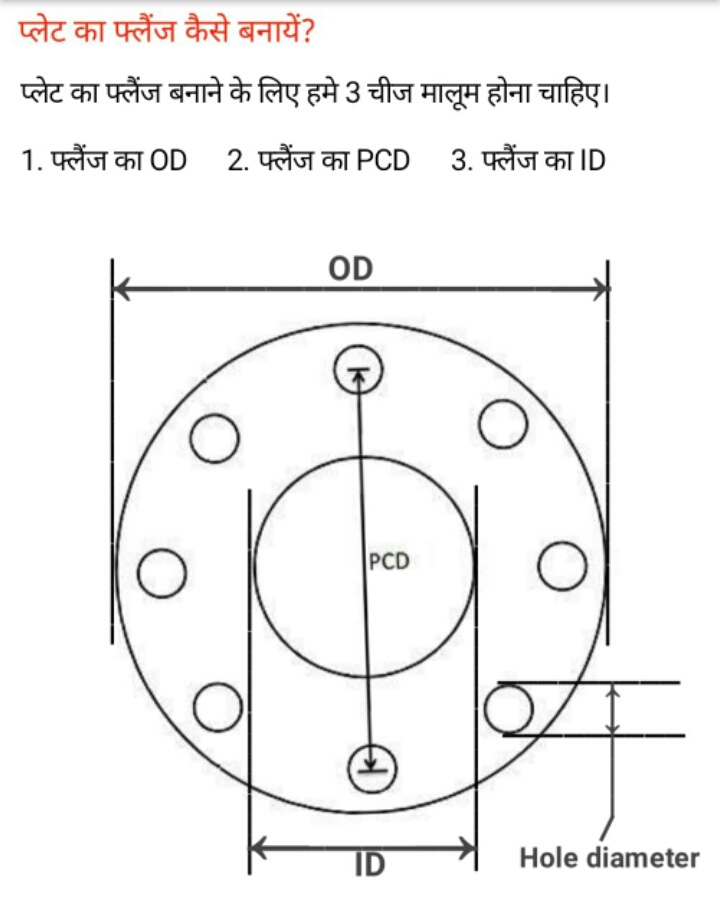 प्लेट का फ्लैंज कैसे बनायें?
प्लेट का फ्लैंज बनाने के लिए हमे 3 चीज मालूम होना चाहिए।
1. फ्लैंज का OD 2. फ्लैंज का PCD 3. फ्लैंज का ID
OD
PCD
ID
Hole diameter